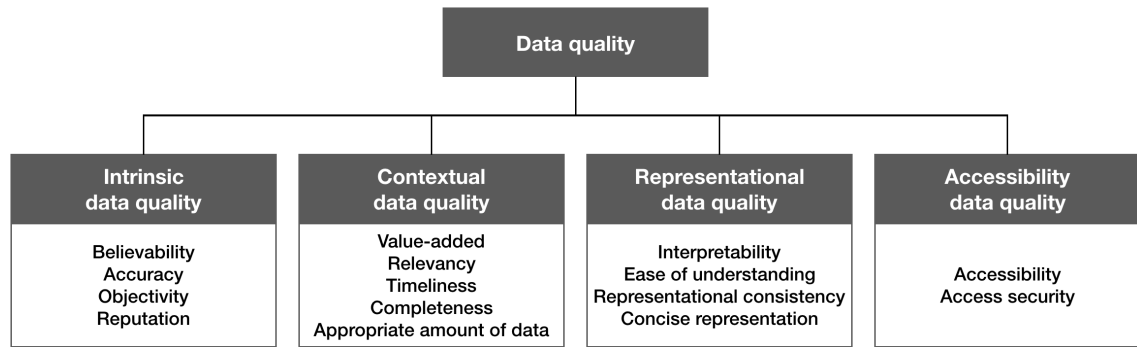 Data quality
Intrinsic
data quality
Believability
Accuracy
Objectivity
Reputation
Contextual
data quality
Value-added
Relevancy
Timeliness
Completeness
Appropriate amount of data
Representational
data quality
Interpretability
Ease of understanding
Representational consistency
Concise representation
Accessibility
data quality
Accessibility
Access security